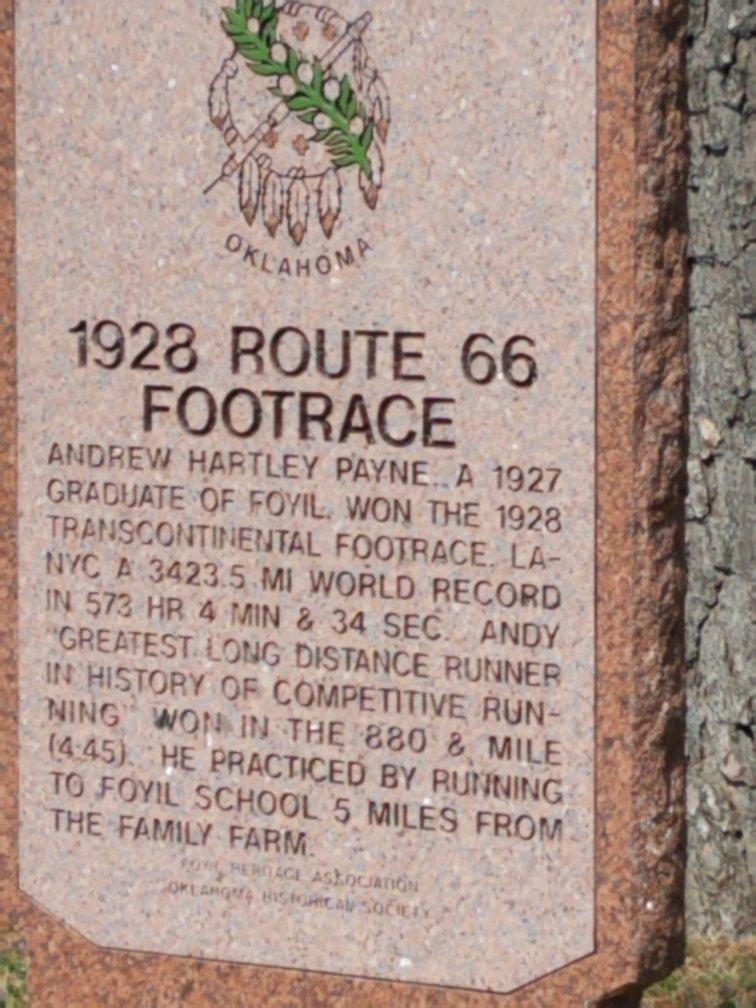 OKLAHOMA
1928 ROUTE 66
FOOTRACE
ANDREW HARTLEY PAYNE, A 1927
GRADUATE OF FOYIL, WON THE 1928
TRANSCONTINENTAL FOOTRACE, LA-
NYC A 3423.5 MI WORLD RECORD
IN 573 HR 4 MIN & 34 SEC. ANDY
"GREATEST LONG DISTANCE RUNNER
IN HISTORY OF COMPETITIVE RUN-
NING" WON IN THE 880 & MILE
(4:45). HE PRACTICED BY RUNNING
TO FOYIL SCHOOL 5 MILES FROM
THE FAMILY FARM.
FOYIL HERITAGE ASSOCIATION
OKLAHOMA HISTORICAL SOCIETY